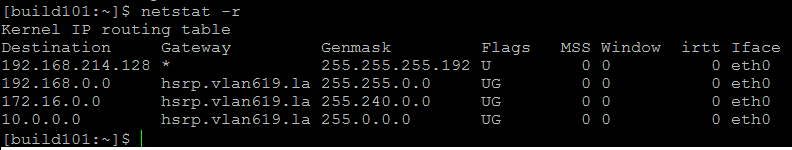 [build101:~]$ netstat -r
Kernel IP routing table
Destination     Gateway         Genmask         Flags   MSS Window  irtt Iface
192.168.214.128 *               255.255.255.192 U         0 0          0 eth0
192.168.0.0     hsrp.vlan619.la 255.255.0.0     UG        0 0          0 eth0
172.16.0.0      hsrp.vlan619.la 255.240.0.0     UG        0 0          0 eth0
10.0.0.0        hsrp.vlan619.la 255.0.0.0       UG        0 0          0 eth0
[build101:~]$